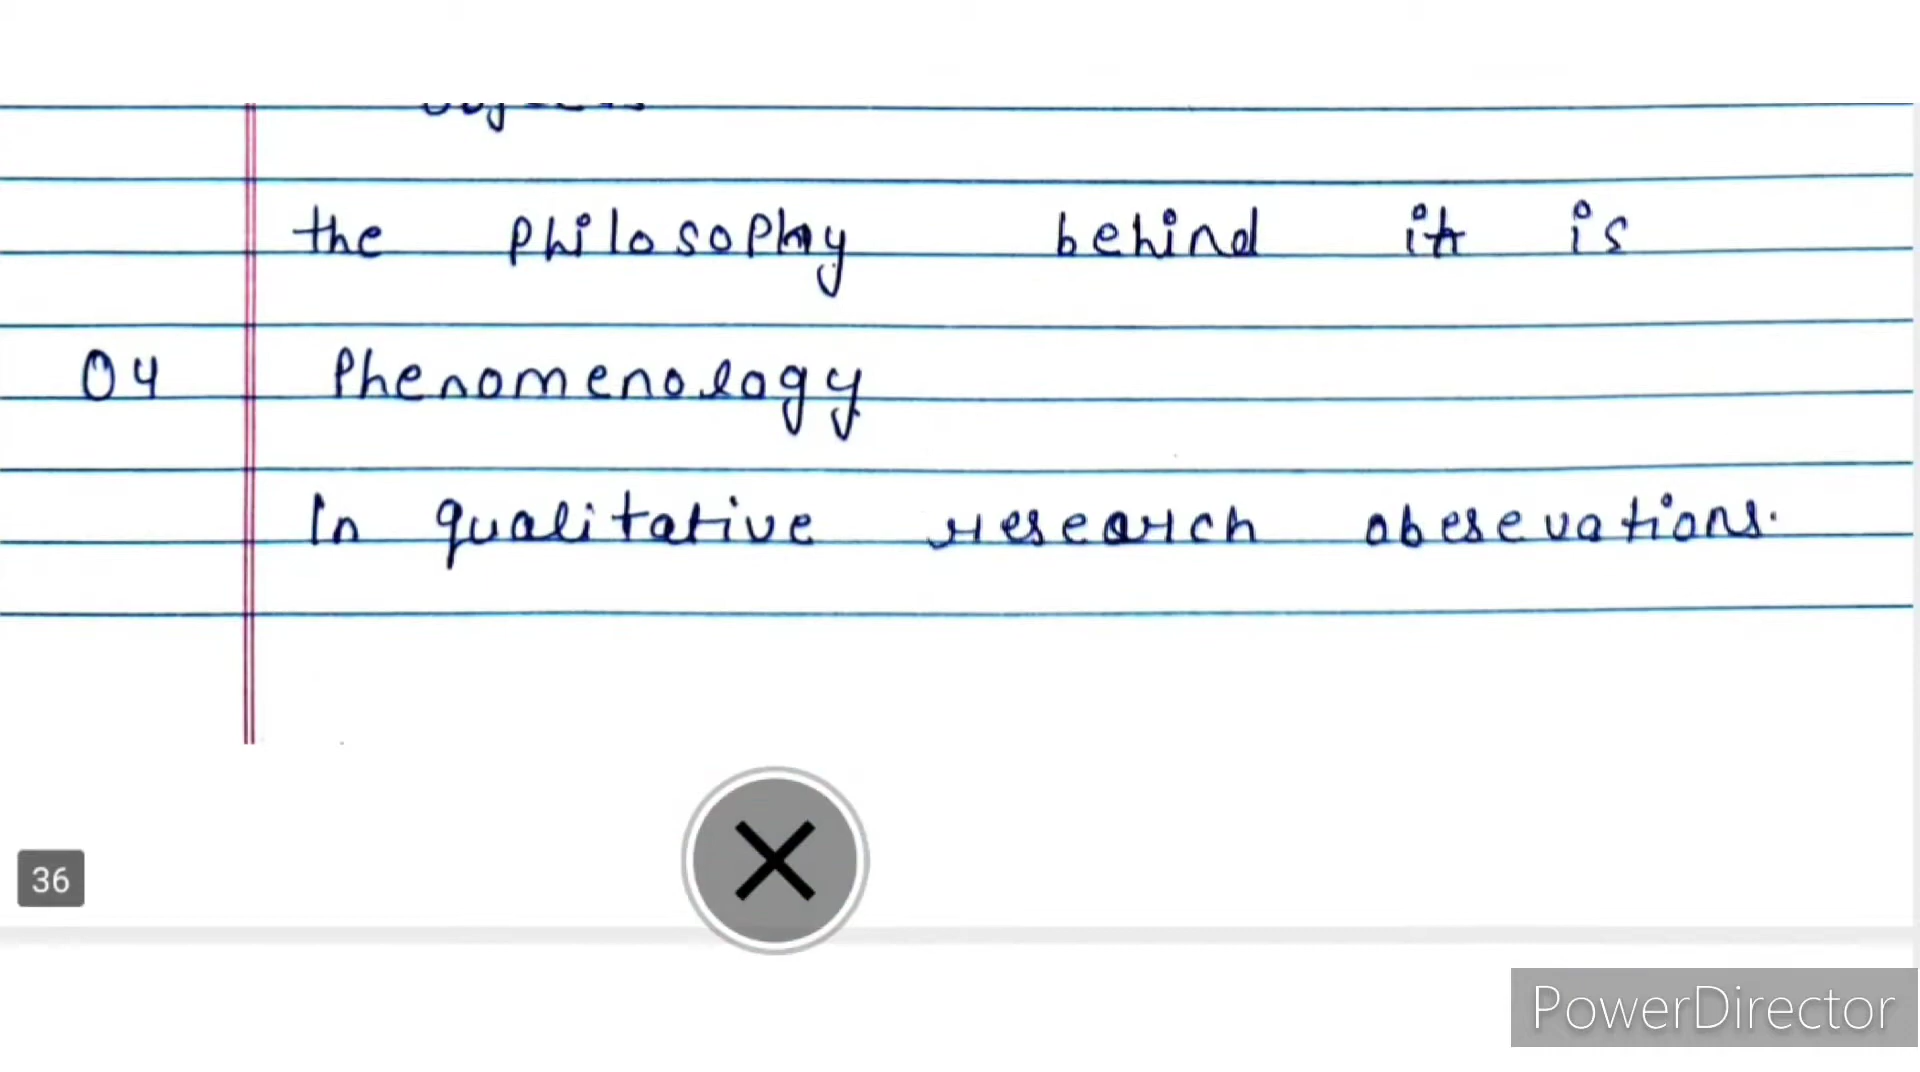 the philosophy behind it is
04 Phenomenology
In qualitative research obesevations.
36
PowerDirector